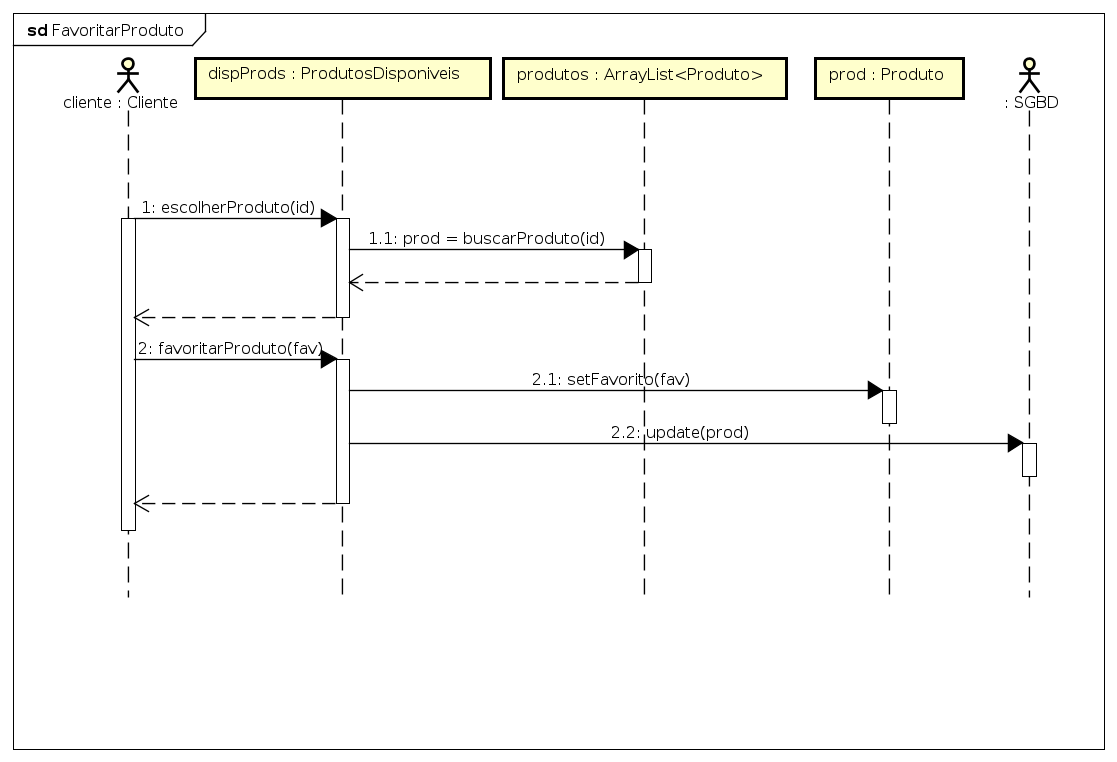 sd FavoritarProduto
cliente : Cliente
dispProds : ProdutosDisponiveis
produtos : ArrayList<Produto>
prod : Produto
: SGBD
1: escolherProduto(id)
1.1: prod = buscarProduto(id)
2: favoritarProduto(fav)
2.1: setFavorito(fav)
2.2: update(prod)